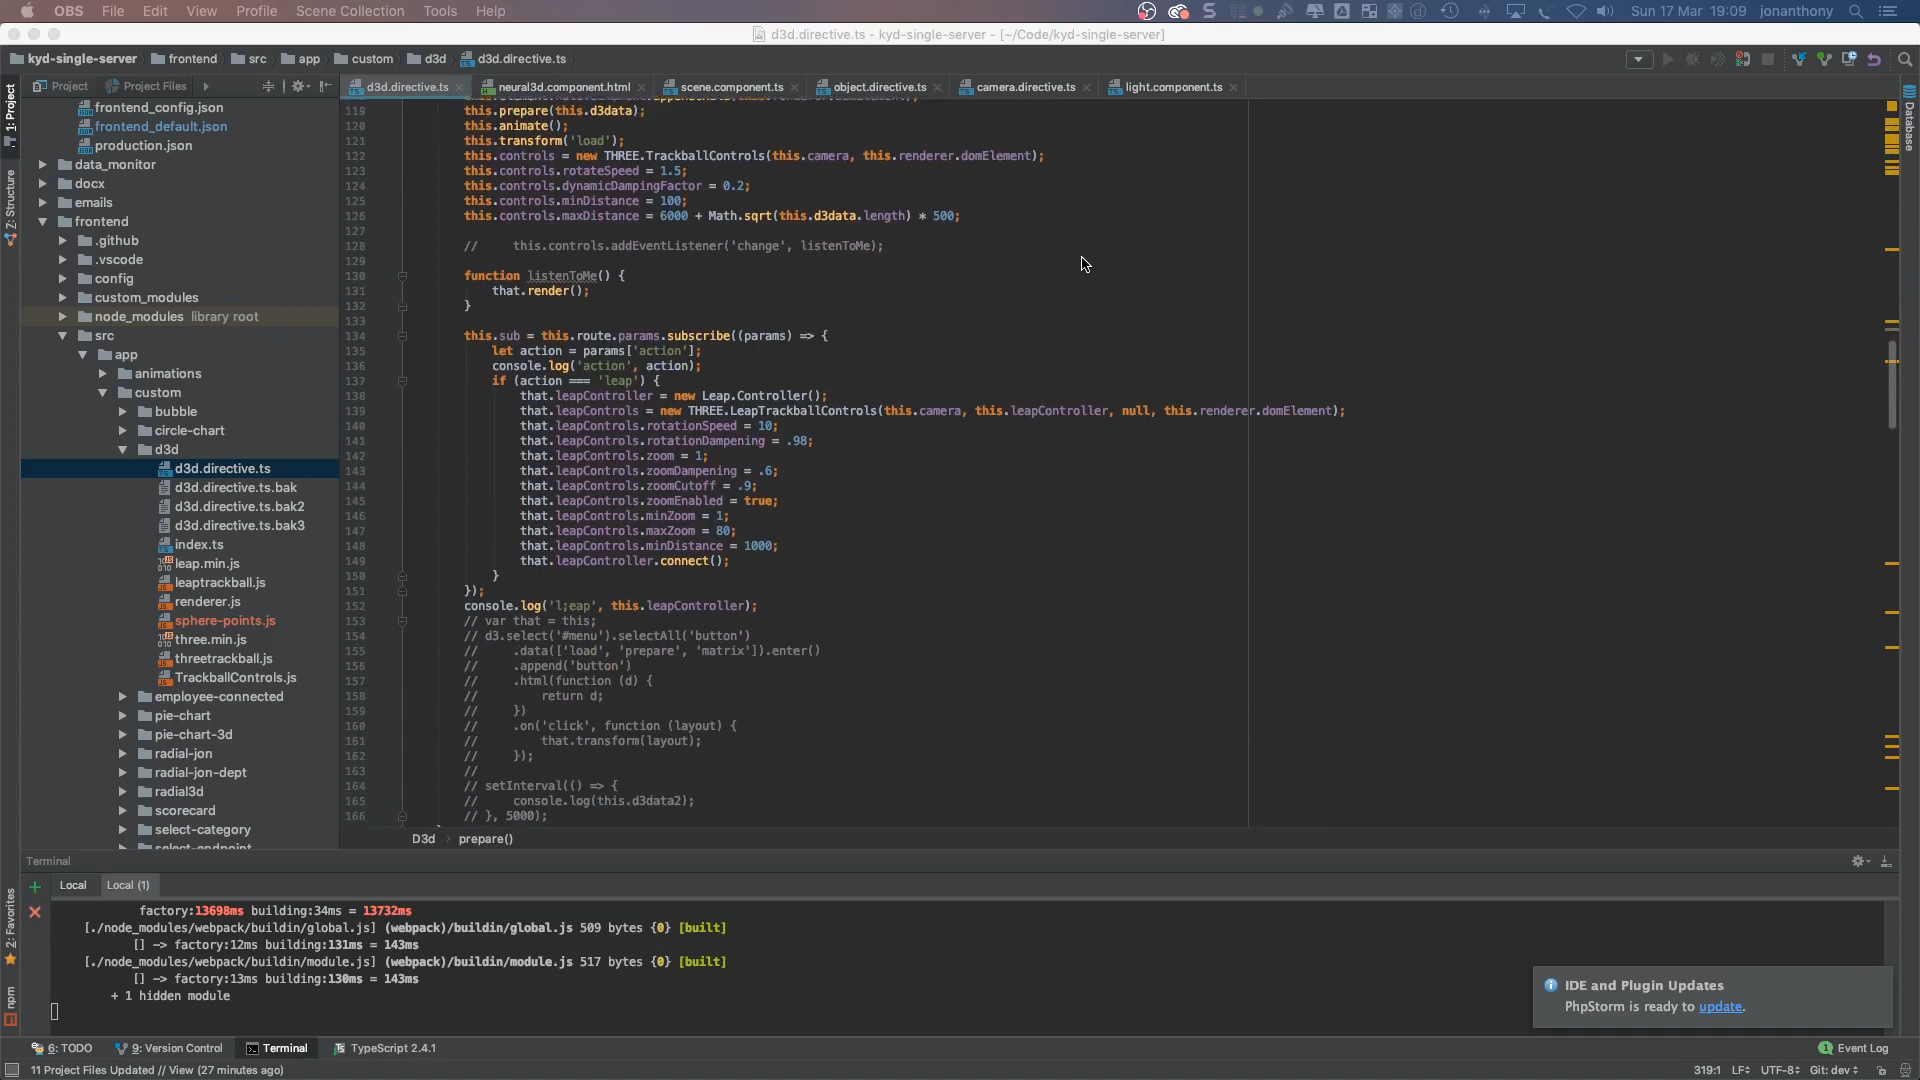 OBS File Edit View Profile Scene Collection Tools Help Sun 17 Mar 19:09 jonanthony
d3d.directive.ts - kyd-single-server - [~/Code/kyd-single-server]
kyd-single-server frontend src app custom d3d d3d.directive.ts
Project Project Files
d3d.directive.ts neural3d.component.html scene.component.ts object.directive.ts camera.directive.ts light.component.ts
1: Project
Z: Structure
2: Favorites
npm
Database
frontend_config.json
frontend_default.json
production.json
data_monitor
docx
emails
frontend
.github
.vscode
config
custom_modules
node_modules library root
src
app
animations
custom
bubble
circle-chart
d3d
d3d.directive.ts
d3d.directive.ts.bak
d3d.directive.ts.bak2
d3d.directive.ts.bak3
index.ts
leap.min.js
leaptrackball.js
renderer.js
sphere-points.js
three.min.js
threetrackball.js
TrackballControls.js
employee-connected
pie-chart
pie-chart-3d
radial-jon
radial-jon-dept
radial3d
scorecard
select-category
select-endpoint
119 this.prepare(this.d3data);
120 this.animate();
121 this.transform('load');
122 this.controls = new THREE.TrackballControls(this.camera, this.renderer.domElement);
123 this.controls.rotateSpeed = 1.5;
124 this.controls.dynamicDampingFactor = 0.2;
125 this.controls.minDistance = 100;
126 this.controls.maxDistance = 6000 + Math.sqrt(this.d3data.length) * 500;
127
128 // this.controls.addEventListener('change', listenToMe);
129
130 function listenToMe() {
131 that.render();
132 }
133
134 this.sub = this.route.params.subscribe((params) => {
135 let action = params['action'];
136 console.log('action', action);
137 if (action === 'leap') {
138 that.leapController = new Leap.Controller();
139 that.leapControls = new THREE.LeapTrackballControls(this.camera, this.leapController, null, this.renderer.domElement);
140 that.leapControls.rotationSpeed = 10;
141 that.leapControls.rotationDampening = .98;
142 that.leapControls.zoom = 1;
143 that.leapControls.zoomDampening = .6;
144 that.leapControls.zoomCutoff = .9;
145 that.leapControls.zoomEnabled = true;
146 that.leapControls.minZoom = 1;
147 that.leapControls.maxZoom = 80;
148 that.leapControls.minDistance = 1000;
149 that.leapController.connect();
150 }
151 });
152 console.log('l;eap', this.leapController);
153 // var that = this;
154 // d3.select('#menu').selectAll('button')
155 // .data(['load', 'prepare', 'matrix']).enter()
156 // .append('button')
157 // .html(function (d) {
158 // return d;
159 // })
160 // .on('click', function (layout) {
161 // that.transform(layout);
162 // });
163 //
164 // setInterval(() => {
165 // console.log(this.d3data2);
166 // }, 5000);
D3d prepare()
Terminal
Local Local (1)
factory:13698ms building:34ms = 13732ms
[./node_modules/webpack/buildin/global.js] (webpack)/buildin/global.js 509 bytes {0} [built]
[] -> factory:12ms building:131ms = 143ms
[./node_modules/webpack/buildin/module.js] (webpack)/buildin/module.js 517 bytes {0} [built]
[] -> factory:13ms building:130ms = 143ms
+ 1 hidden module
IDE and Plugin Updates
PhpStorm is ready to update.
6: TODO 9: Version Control Terminal TypeScript 2.4.1 1 Event Log
11 Project Files Updated // View (27 minutes ago) 319:1 LF UTF-8 Git: dev